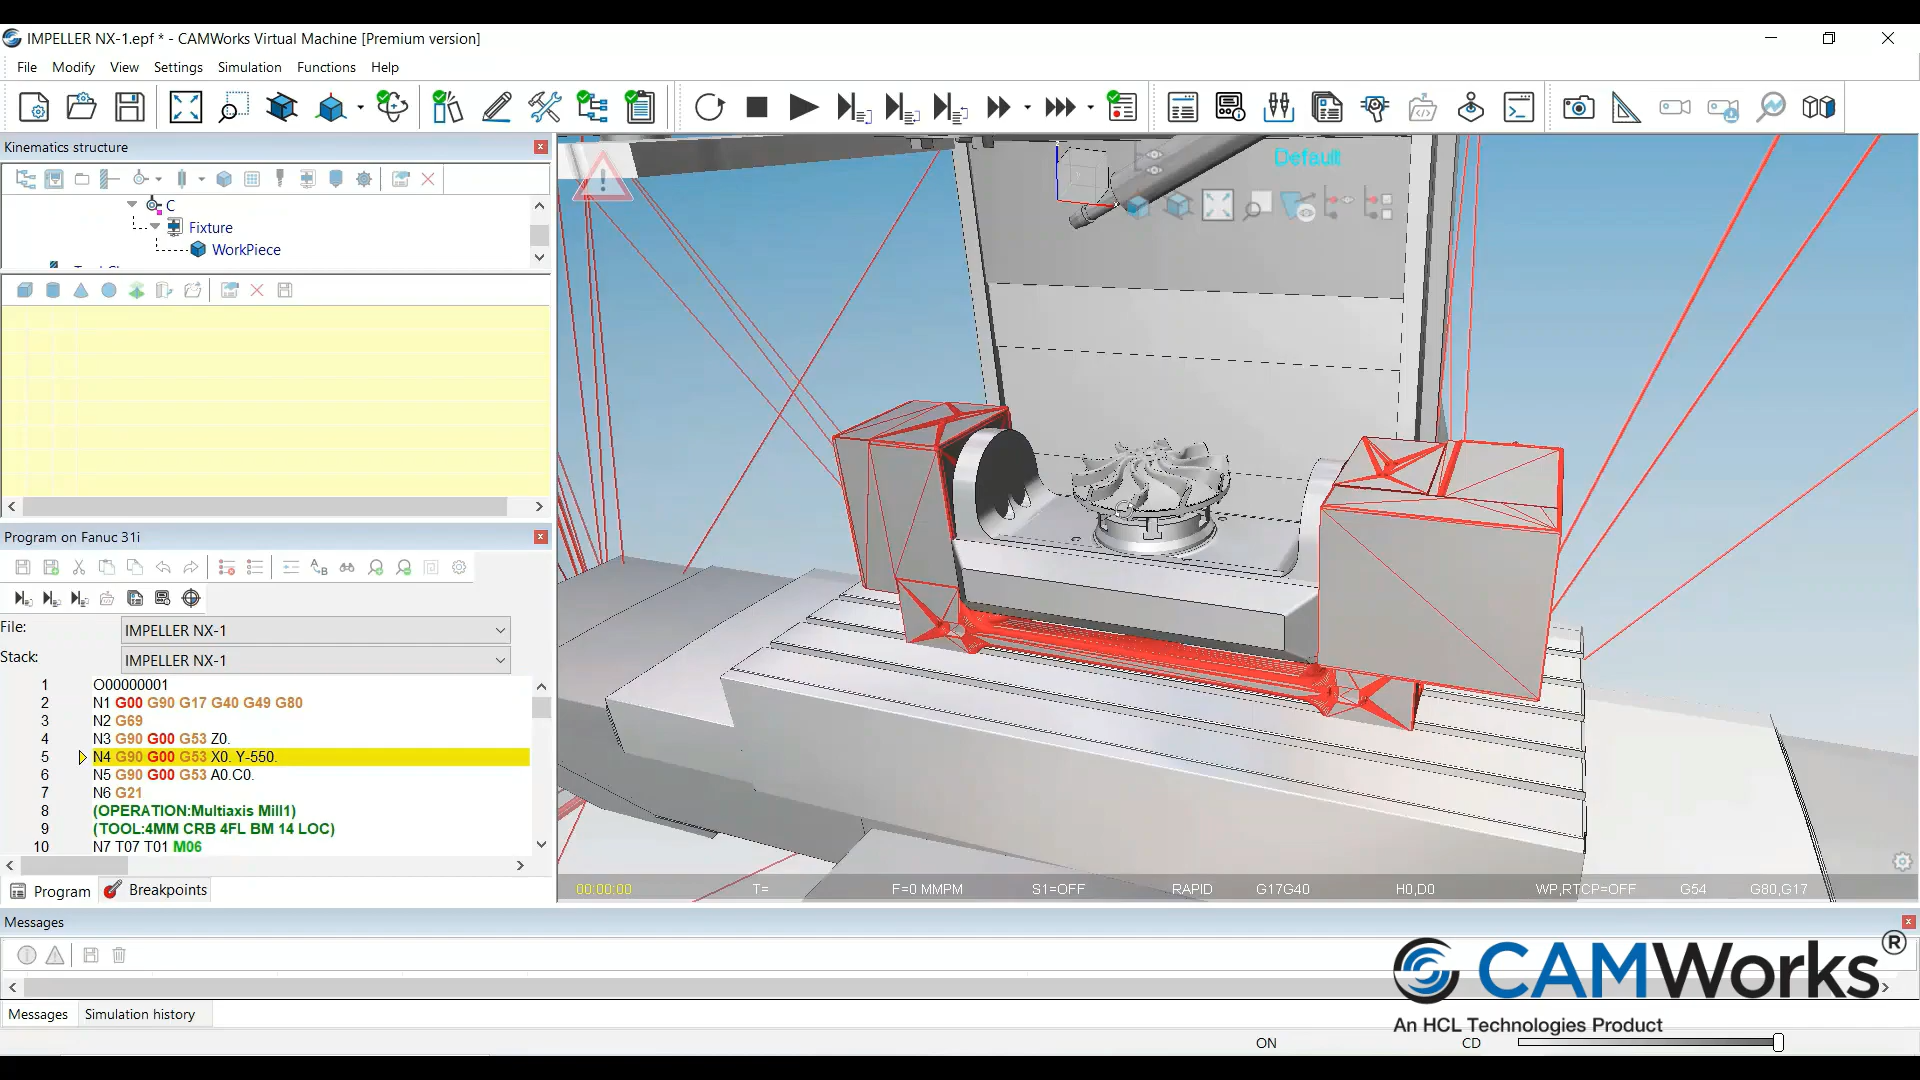 IMPELLER NX-1.epf * - CAMWorks Virtual Machine [Premium version]
File Modify View Settings Simulation Functions Help
Kinematics structure
C
Fixture
WorkPiece
Default
Program on Fanuc 31i
File: IMPELLER NX-1
Stack: IMPELLER NX-1
1 O00000001
2 N1 G00 G90 G17 G40 G49 G80
3 N2 G69
4 N3 G90 G00 G53 Z0.
5 N4 G90 G00 G53 X0. Y-550.
6 N5 G90 G00 G53 A0.C0.
7 N6 G21
8 (OPERATION:Multiaxis Mill1)
9 (TOOL:4MM CRB 4FL BM 14 LOC)
10 N7 T07 T01 M06
Program Breakpoints
00:00:00 T= F=0 MMPM S1=OFF RAPID G17G40 H0,D0 WP,RTCP=OFF G54 G80,G17
Messages
CAMWorks®
An HCL Technologies Product
Messages Simulation history
ON CD